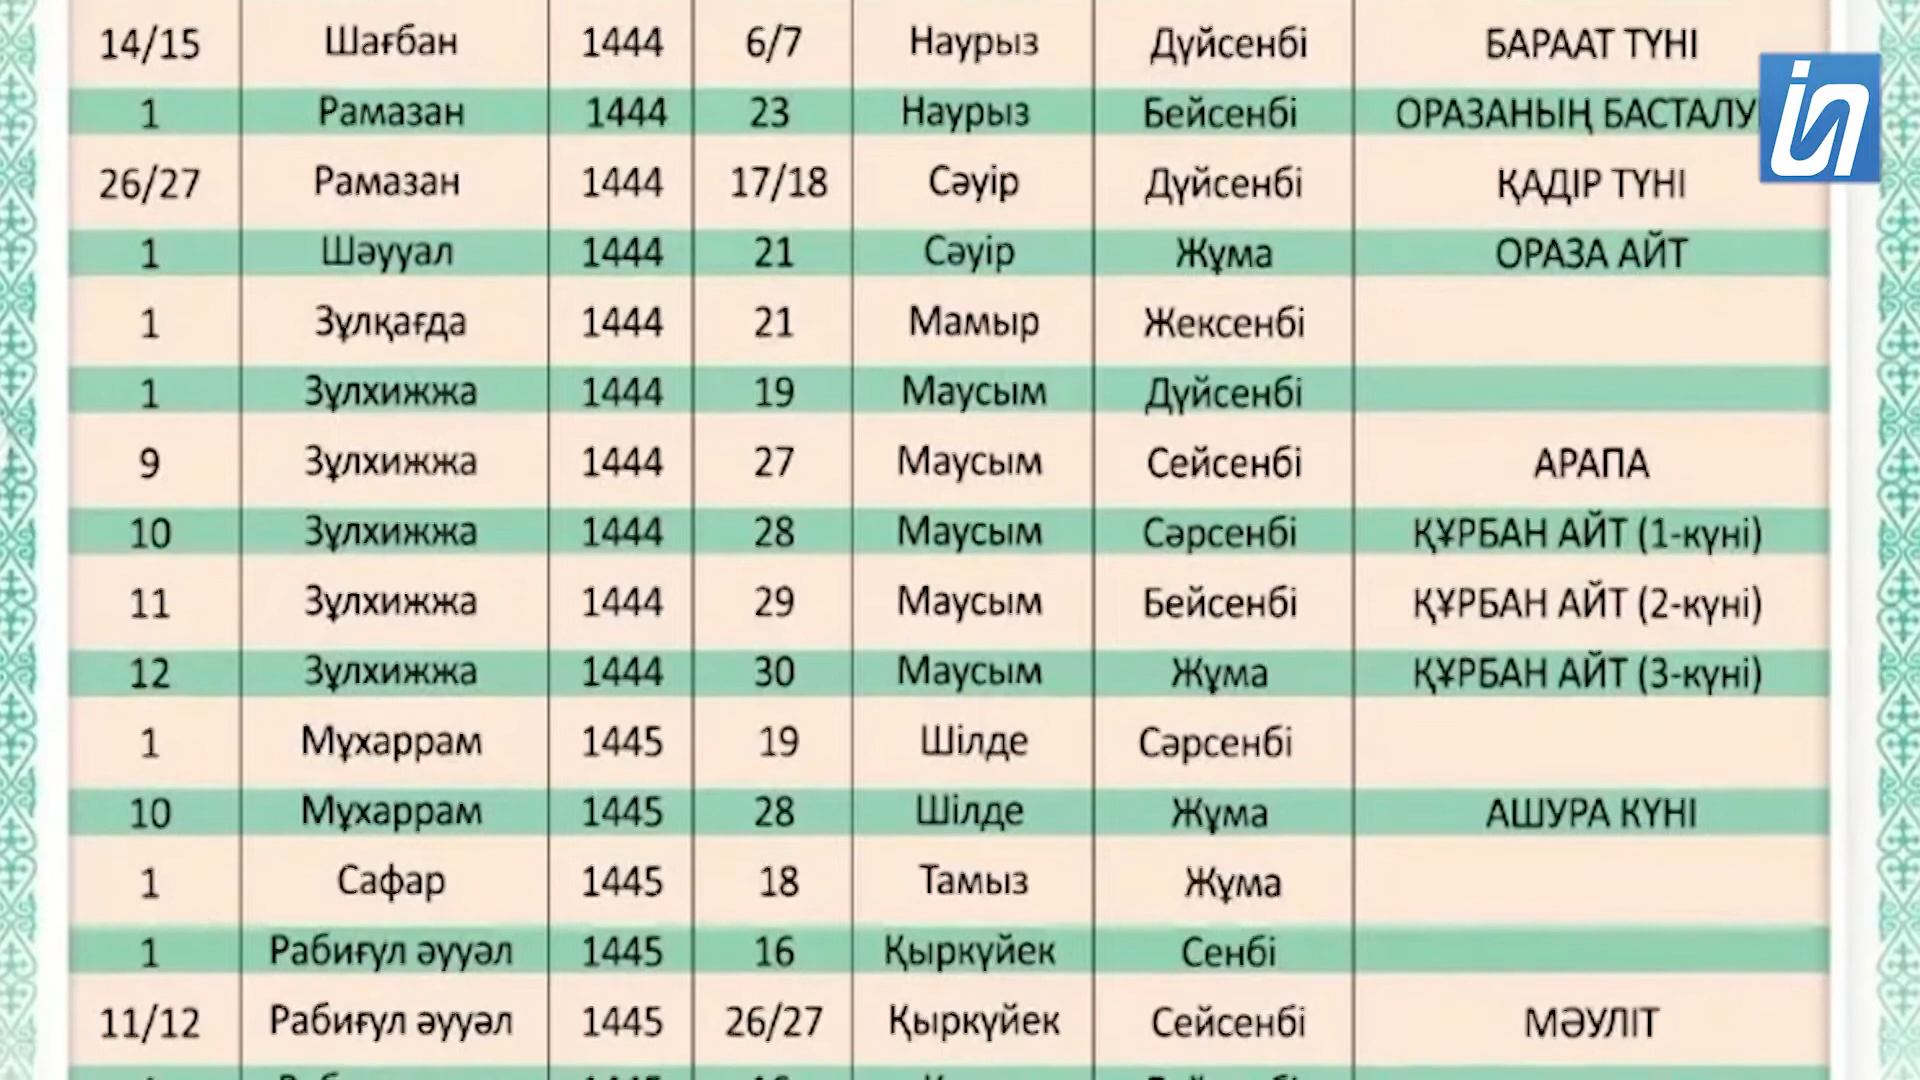 14/15 Шағбан 1444 6/7 Наурыз Дүйсенбі БАРААТ ТҮНІ
1 Рамазан 1444 23 Наурыз Бейсенбі ОРАЗАНЫҢ БАСТАЛУ
26/27 Рамазан 1444 17/18 Сәуір Дүйсенбі ҚАДІР ТҮНІ
1 Шәууал 1444 21 Сәуір Жұма ОРАЗА АЙТ
1 Зұлқағда 1444 21 Мамыр Жексенбі
1 Зұлхижжа 1444 19 Маусым Дүйсенбі
9 Зұлхижжа 1444 27 Маусым Сейсенбі АРАПА
10 Зұлхижжа 1444 28 Маусым Сәрсенбі ҚҰРБАН АЙТ (1-күні)
11 Зұлхижжа 1444 29 Маусым Бейсенбі ҚҰРБАН АЙТ (2-күні)
12 Зұлхижжа 1444 30 Маусым Жұма ҚҰРБАН АЙТ (3-күні)
1 Мұхаррам 1445 19 Шілде Сәрсенбі
10 Мұхаррам 1445 28 Шілде Жұма АШУРА КҮНІ
1 Сафар 1445 18 Тамыз Жұма
1 Рабиғул әууәл 1445 16 Қыркүйек Сенбі
11/12 Рабиғул әууәл 1445 26/27 Қыркүйек Сейсенбі МӘУЛІТ